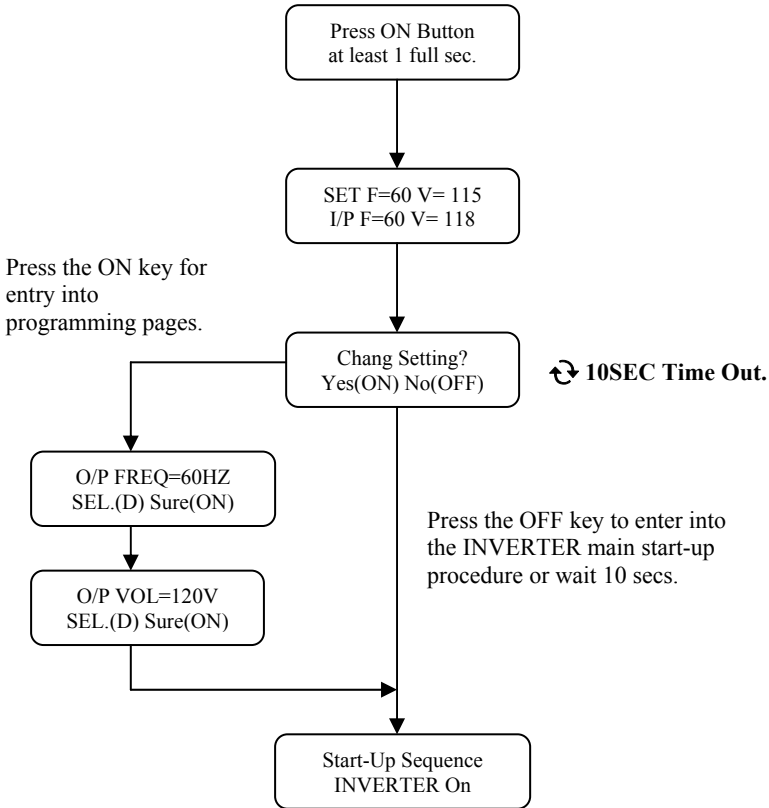 Press ON Button
at least 1 full sec.
SET F=60 V= 115
I/P F=60 V= 118
Press the ON key for
entry into
programming pages.
Chang Setting?
Yes(ON) No(OFF)
10SEC Time Out.
O/P FREQ=60HZ
SEL.(D) Sure(ON)
Press the OFF key to enter into
the INVERTER main start-up
procedure or wait 10 secs.
O/P VOL=120V
SEL.(D) Sure(ON)
Start-Up Sequence
INVERTER On